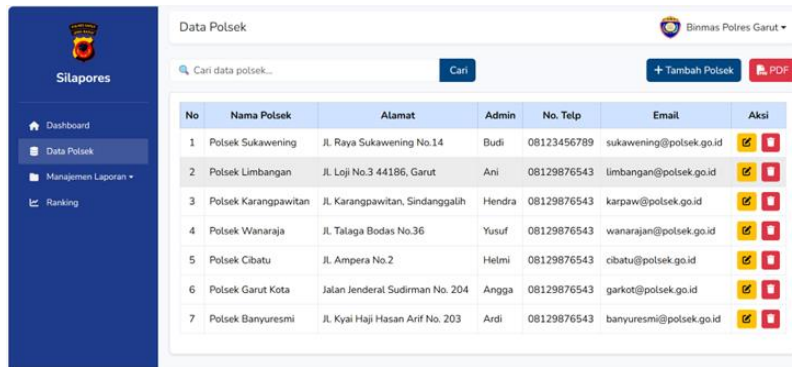 Silapores
Dashboard
Data Polsek
Manajemen Laporan
Ranking
Data Polsek
Binmas Polres Garut
Cari data polsek...
Cari
+ Tambah Polsek
PDF
No Nama Polsek Alamat Admin No. Telp Email Aksi
1 Polsek Sukawening Jl. Raya Sukawening No.14 Budi 08123456789 sukawening@polsek.go.id
2 Polsek Limbangan Jl. Loji No.3 44186, Garut Ani 08129876543 limbangan@polsek.go.id
3 Polsek Karangpawitan Jl. Karangpawitan, Sindanggalih Hendra 08129876543 karpaw@polsek.go.id
4 Polsek Wanaraja Jl. Talaga Bodas No.36 Yusuf 08129876543 wanarajan@polsek.go.id
5 Polsek Cibatu Jl. Ampera No.2 Helmi 08129876543 cibatu@polsek.go.id
6 Polsek Garut Kota Jalan Jenderal Sudirman No. 204 Angga 08129876543 garkot@polsek.go.id
7 Polsek Banyuresmi Jl. Kyai Haji Hasan Arif No. 203 Ardi 08129876543 banyuresmi@polsek.go.id